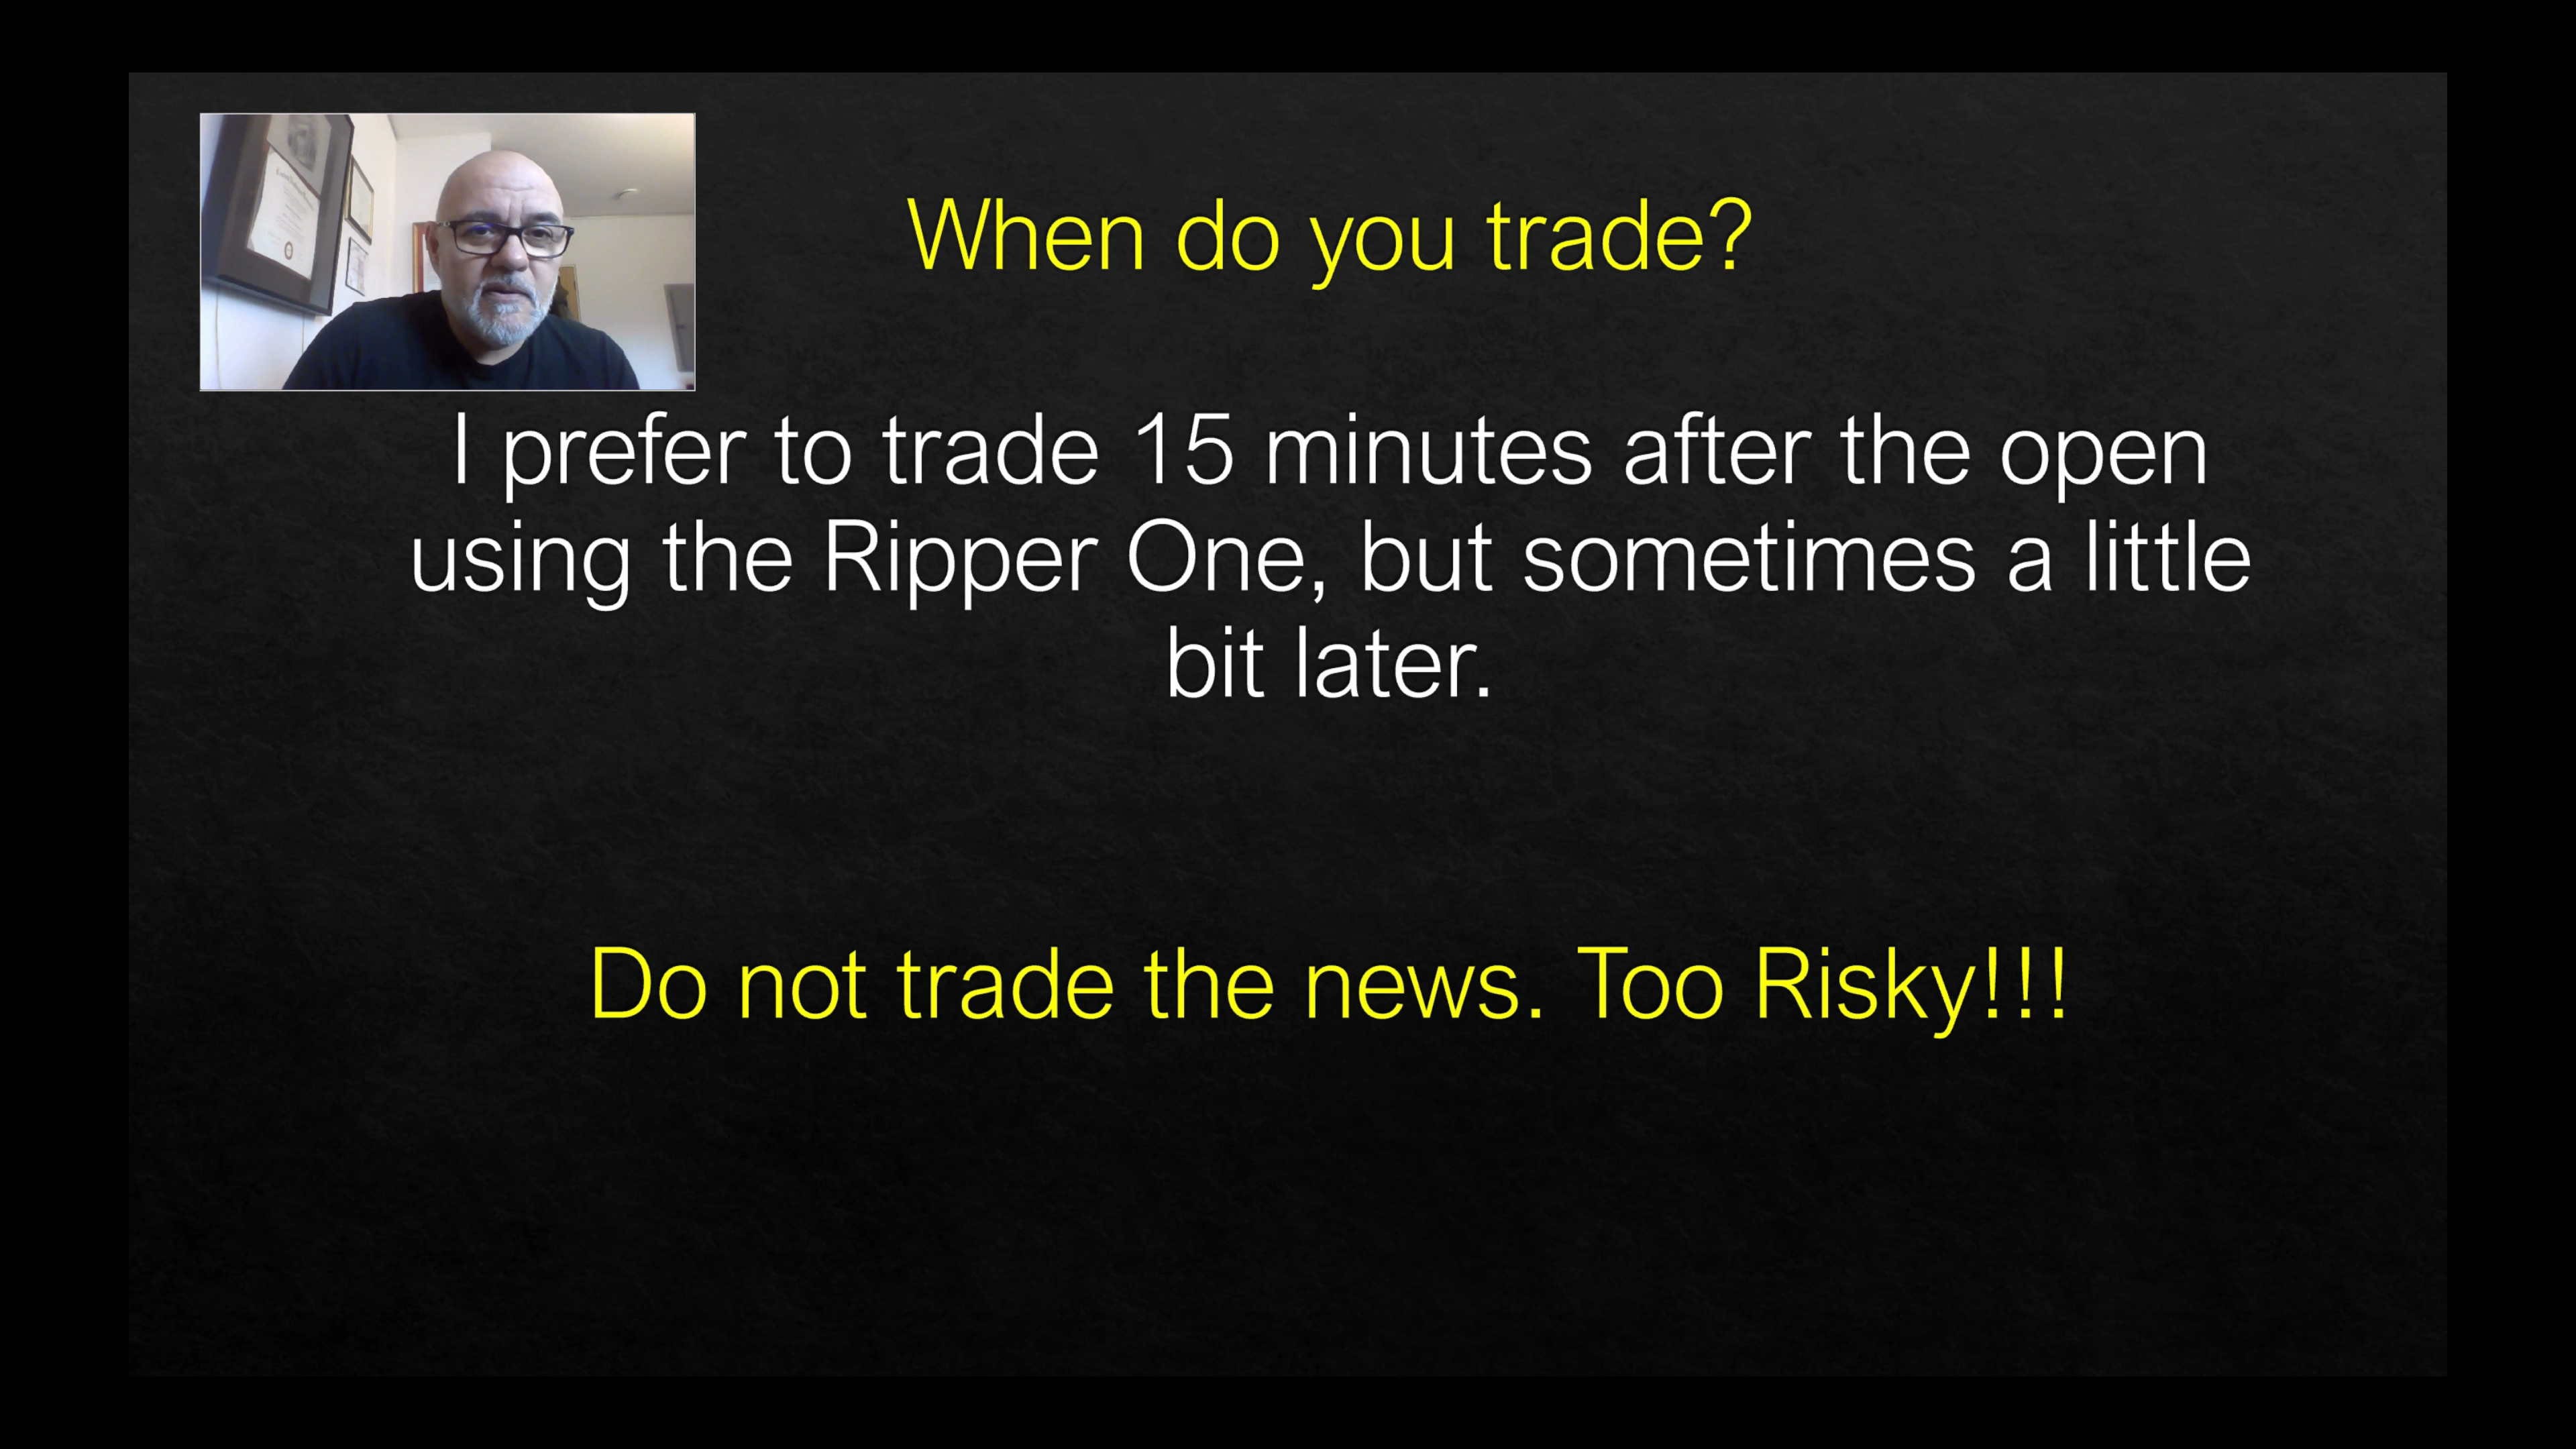 When do you trade?
I prefer to trade 15 minutes after the open
using the Ripper One, but sometimes a little
bit later.
Do not trade the news. Too Risky!!!